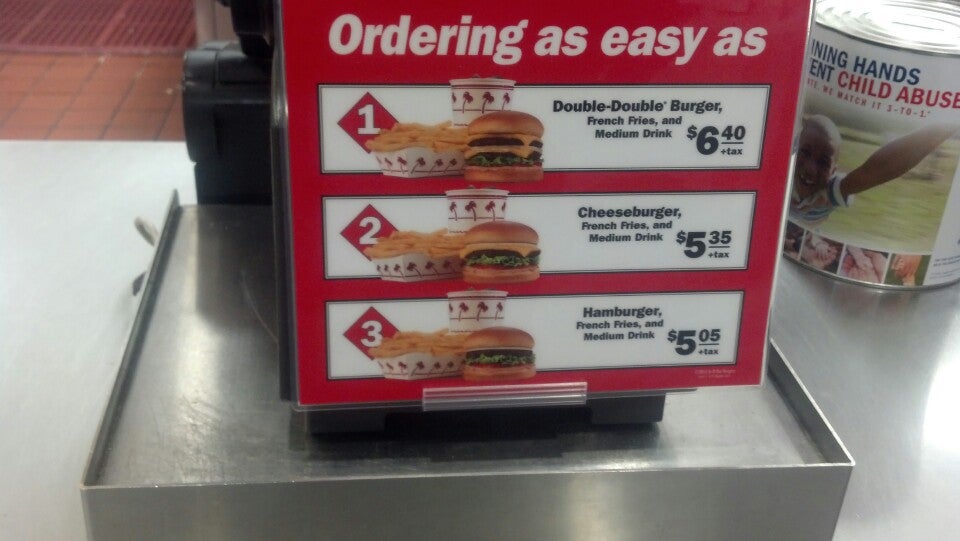 Ordering as easy as
1
Double-Double® Burger,
French Fries, and
Medium Drink
$6 40
+tax
2
Cheeseburger,
French Fries, and
Medium Drink
$5 35
+tax
3
Hamburger,
French Fries, and
Medium Drink
$5 05
+tax
NING HANDS
ENT CHILD ABUSE
WE MATCH IT 3-TO-1.